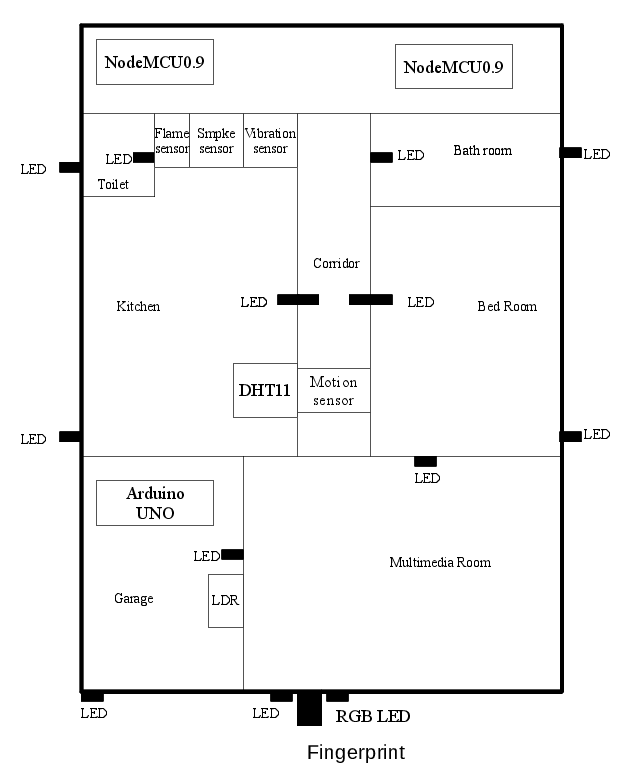 NodeMCU0.9
NodeMCU0.9
Flame
sensor
Smpke
sensor
Vibration
sensor
LED
LED
LED
Bath room
LED
Toilet
Corridor
LED
LED
Kitchen
Bed Room
DHT11
Motion
sensor
LED
LED
LED
Arduino
UNO
LED
Multimedia Room
Garage
LDR
LED
LED
RGB LED
Fingerprint